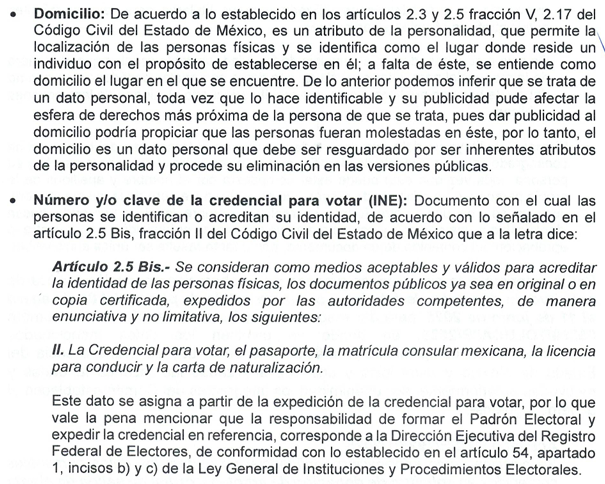 • Domicilio: De acuerdo a lo establecido en los artículos 2.3 y 2.5 fracción V, 2.17 del
Código Civil del Estado de México, es un atributo de la personalidad, que permite la
localización de las personas físicas y se identifica como el lugar donde reside un
individuo con el propósito de establecerse en él; a falta de éste, se entiende como
domicilio el lugar en el que se encuentre. De lo anterior podemos inferir que se trata de
un dato personal, toda vez que lo hace identificable y su publicidad pude afectar la
esfera de derechos más próxima de la persona de que se trata, pues dar publicidad al
domicilio podría propiciar que las personas fueran molestadas en éste, por lo tanto, el
domicilio es un dato personal que debe ser resguardado por ser inherentes atributos
de la personalidad y procede su eliminación en las versiones públicas.
• Número y/o clave de la credencial para votar (INE): Documento con el cual las
personas se identifican o acreditan su identidad, de acuerdo con lo señalado en el
artículo 2.5 Bis, fracción II del Código Civil del Estado de México que a la letra dice:
Artículo 2.5 Bis.- Se consideran como medios aceptables y válidos para acreditar
la identidad de las personas físicas, los documentos públicos ya sea en original o en
copia certificada, expedidos por las autoridades competentes, de manera
enunciativa y no limitativa, los siguientes:
II. La Credencial para votar, el pasaporte, la matrícula consular mexicana, la licencia
para conducir y la carta de naturalización.
Este dato se asigna a partir de la expedición de la credencial para votar, por lo que
vale la pena mencionar que la responsabilidad de formar el Padrón Electoral y
expedir la credencial en referencia, corresponde a la Dirección Ejecutiva del Registro
Federal de Electores, de conformidad con lo establecido en el artículo 54, apartado
1, incisos b) y c) de la Ley General de Instituciones y Procedimientos Electorales.